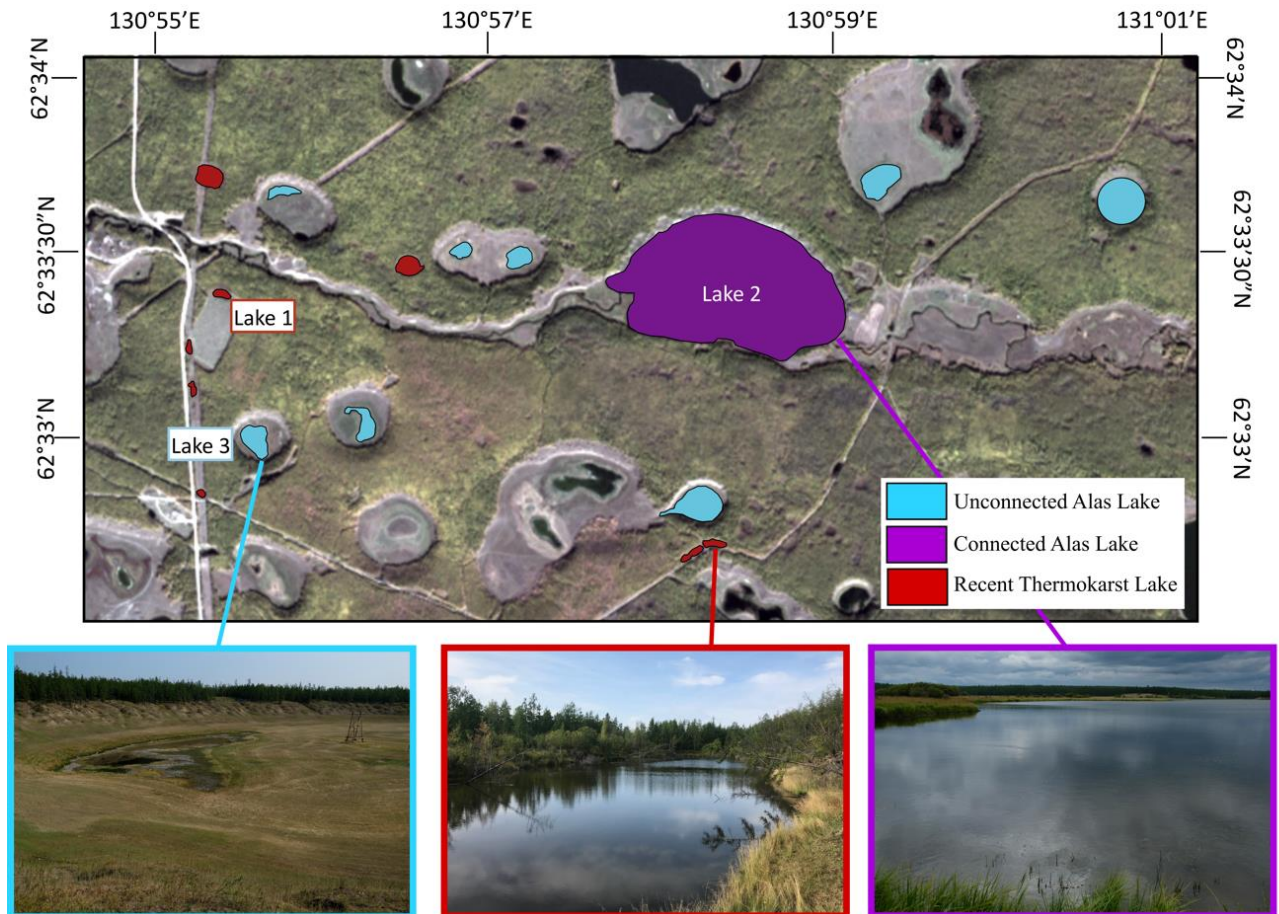 130°55’E
130°57’E
130°59’E
131°01’E
62°34’N
62°34’N
62°33’30”N
62°33’30”N
Lake 2
Lake 1
62°33’N
62°33’N
Lake 3
Unconnected Alas Lake
Connected Alas Lake
Recent Thermokarst Lake